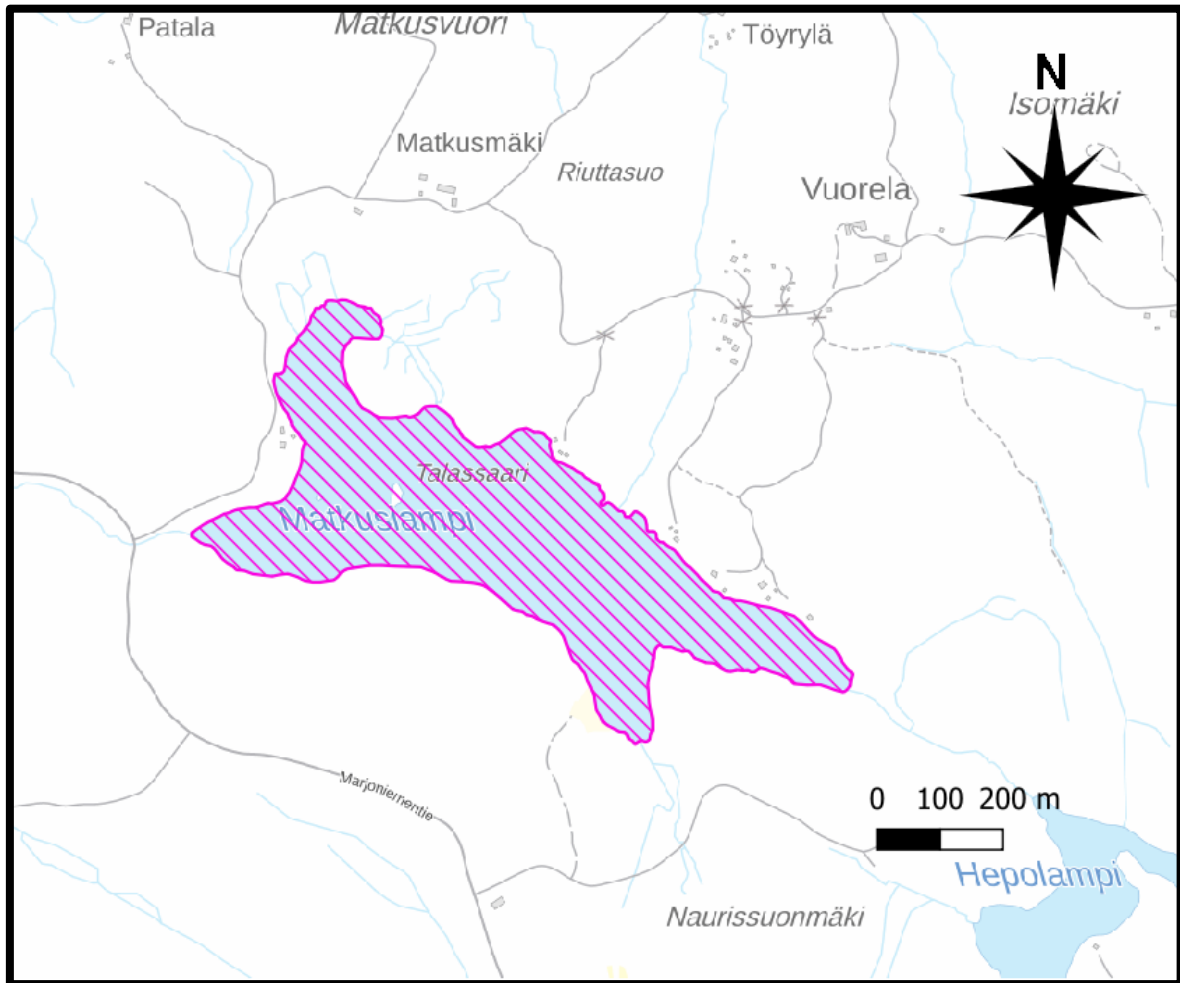 Patala
Matkusvuori
Töyrylä
N
Isomäki
Matkusmäki
Riuttasuo
Vuorela
Talassaari
Matkuslampi
Marjoniementie
0 100 200 m
Hepolampi
Naurissuonmäki